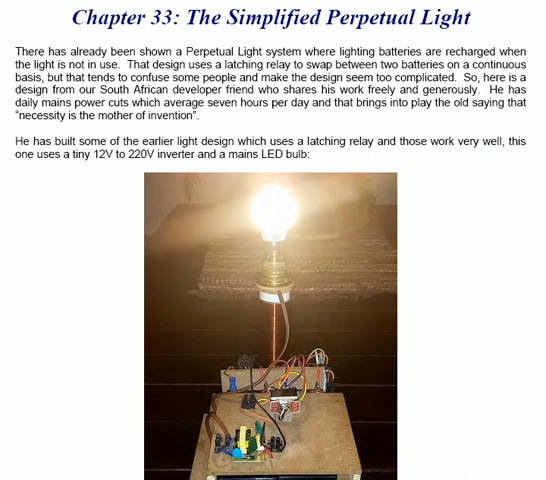 Chapter 33: The Simplified Perpetual Light
There has already been shown a Perpetual Light system where lighting batteries are recharged when
the light is not in use.  That design uses a latching relay to swap between two batteries on a continuous
basis, but that tends to confuse some people and make the design seem too complicated.  So, here is a
design from our South African developer friend who shares his work freely and generously.  He has
daily mains power cuts which average seven hours per day and that brings into play the old saying that
“necessity is the mother of invention”.
He has built some of the earlier light design which uses a latching relay and those work very well, this
one uses a tiny 12V to 220V inverter and a mains LED bulb: